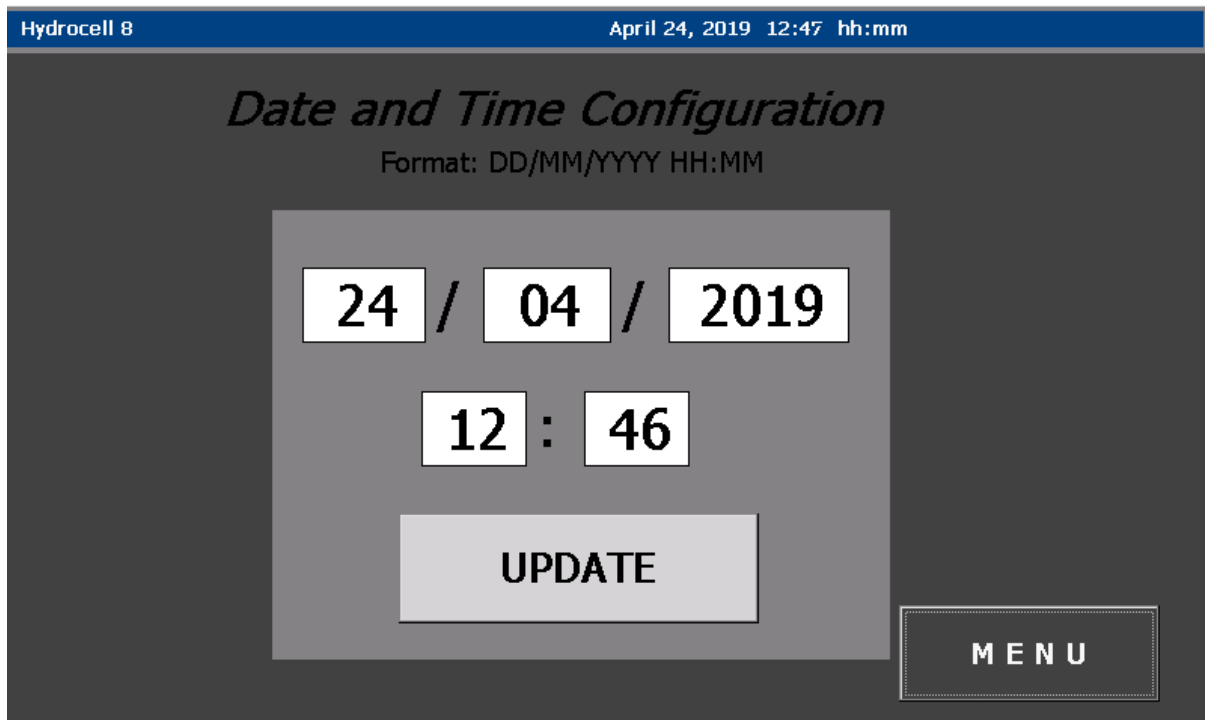 Hydrocell 8 April 24, 2019 12:47 hh:mm
Date and Time Configuration
Format: DD/MM/YYYY HH:MM
24 / 04 / 2019
12 : 46
UPDATE
MENU